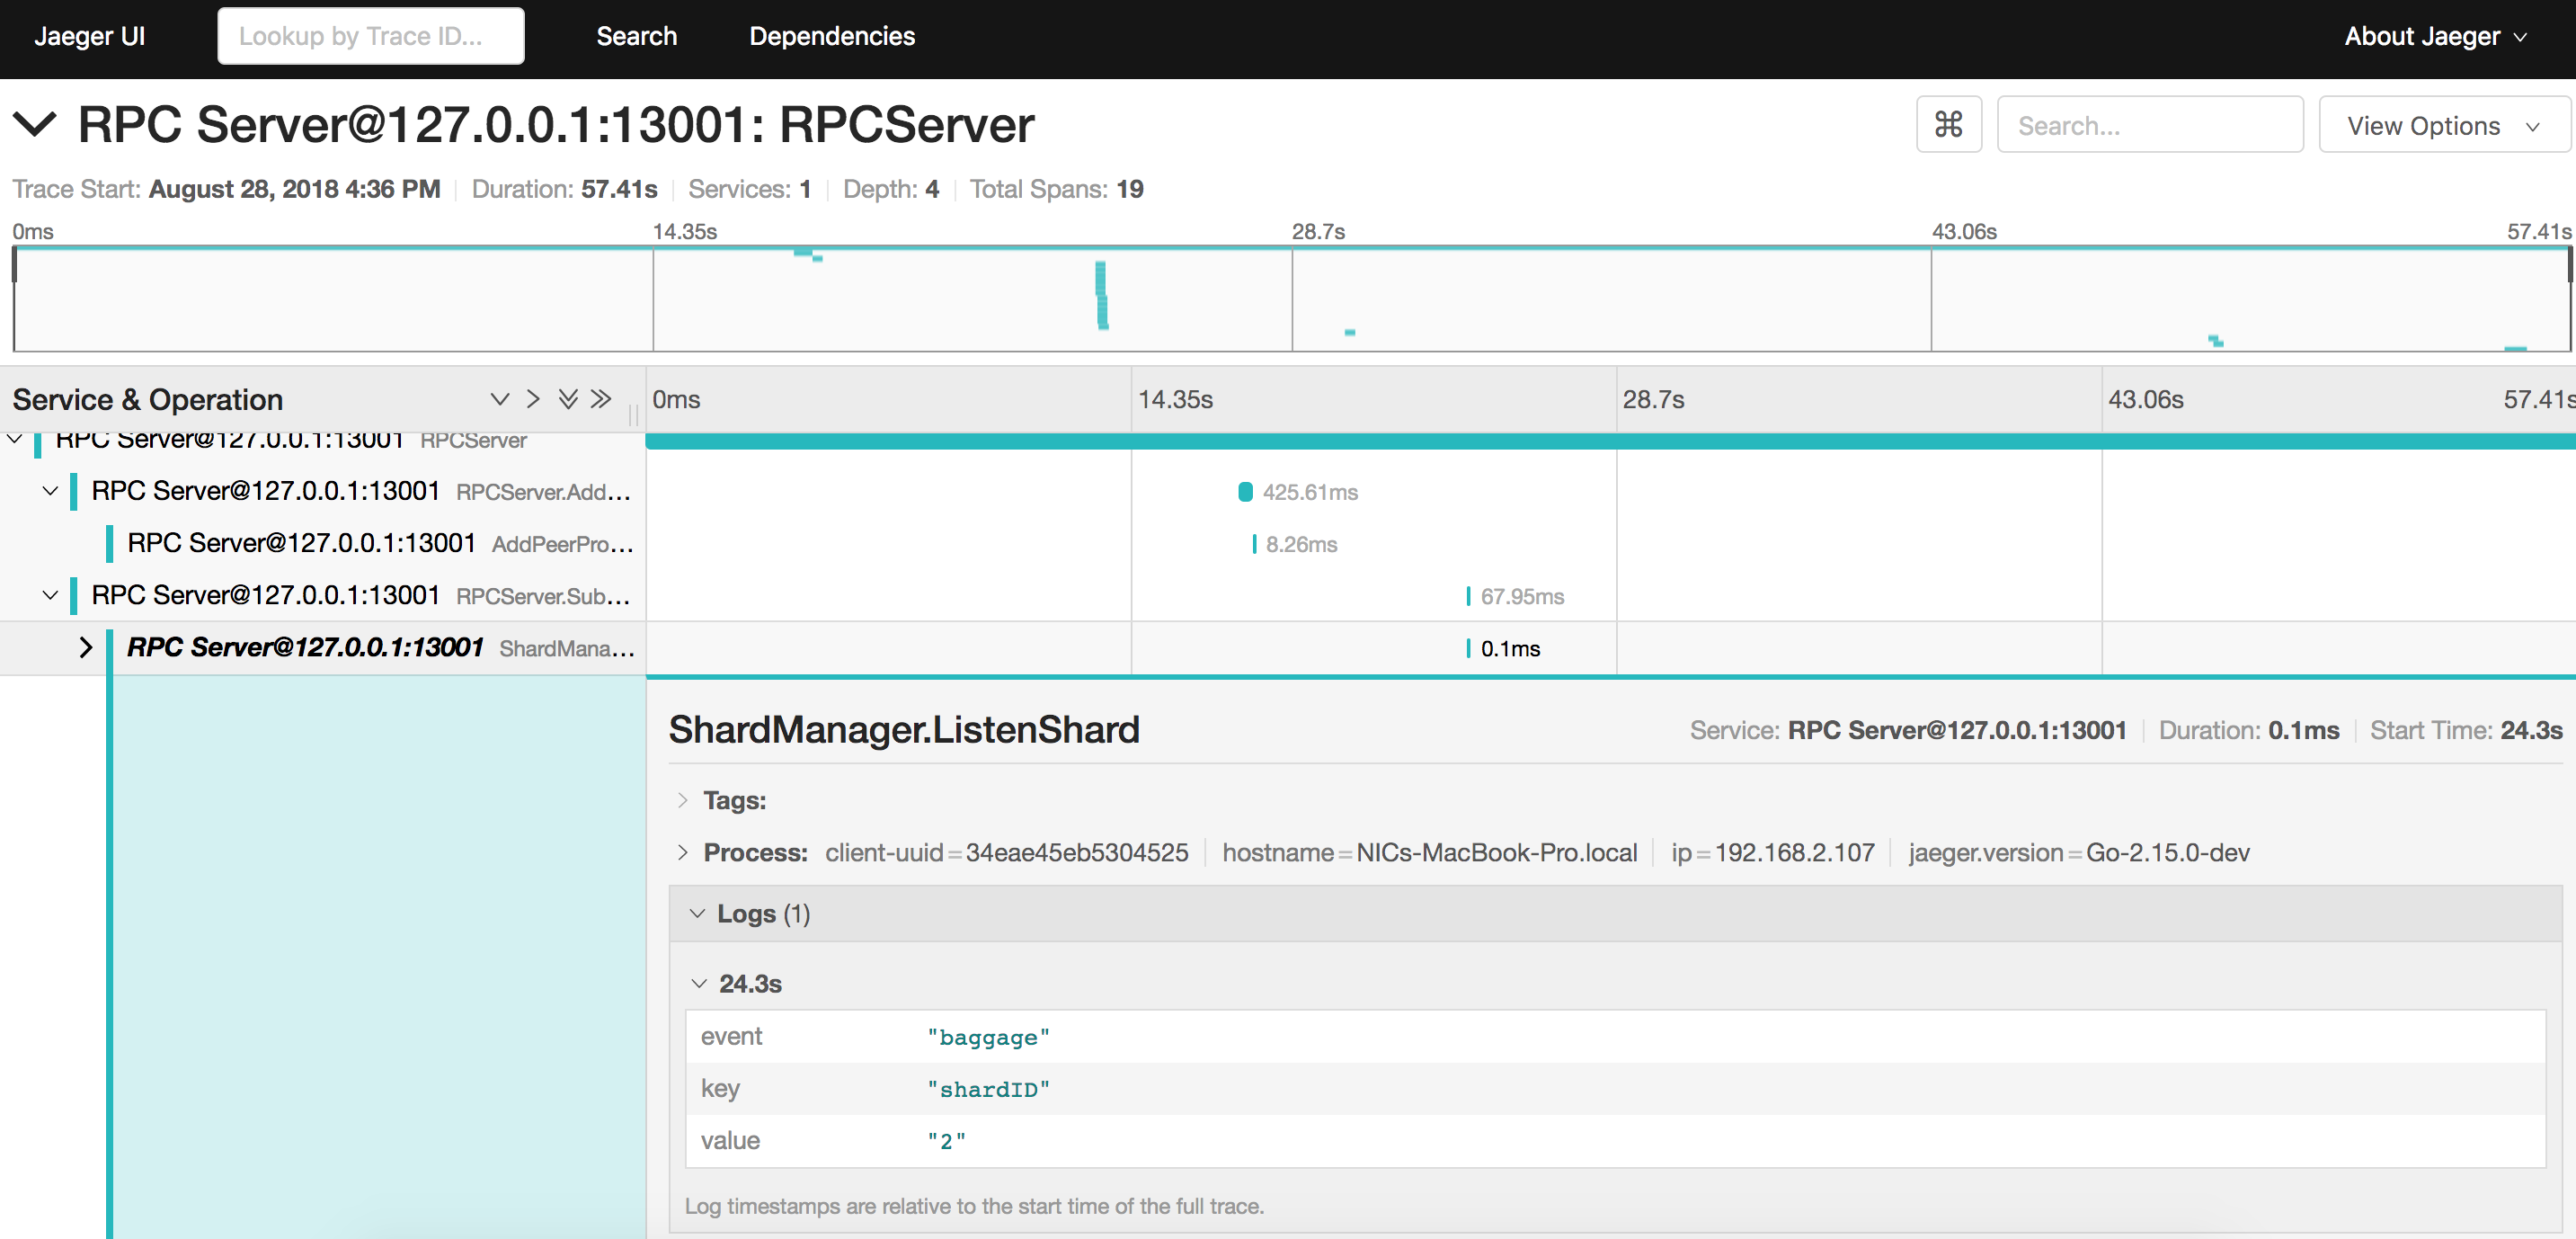 Jaeger UI Lookup by Trace ID... Search Dependencies About Jaeger
RPC Server@127.0.0.1:13001: RPCServer ⌘ Search... View Options
Trace Start: August 28, 2018 4:36 PM Duration: 57.41s Services: 1 Depth: 4 Total Spans: 19
0ms 14.35s 28.7s 43.06s 57.41s
Service & Operation 0ms 14.35s 28.7s 43.06s 57.41s
RPC Server@127.0.0.1:13001 RPCServer
RPC Server@127.0.0.1:13001 RPCServer.Add... 425.61ms
RPC Server@127.0.0.1:13001 AddPeerPro... 8.26ms
RPC Server@127.0.0.1:13001 RPCServer.Sub... 67.95ms
RPC Server@127.0.0.1:13001 ShardMana... 0.1ms
ShardManager.ListenShard Service: RPC Server@127.0.0.1:13001 Duration: 0.1ms Start Time: 24.3s
Tags:
Process: client-uuid=34eae45eb5304525 hostname=NICs-MacBook-Pro.local ip=192.168.2.107 jaeger.version=Go-2.15.0-dev
Logs (1)
24.3s
event "baggage"
key "shardID"
value "2"
Log timestamps are relative to the start time of the full trace.